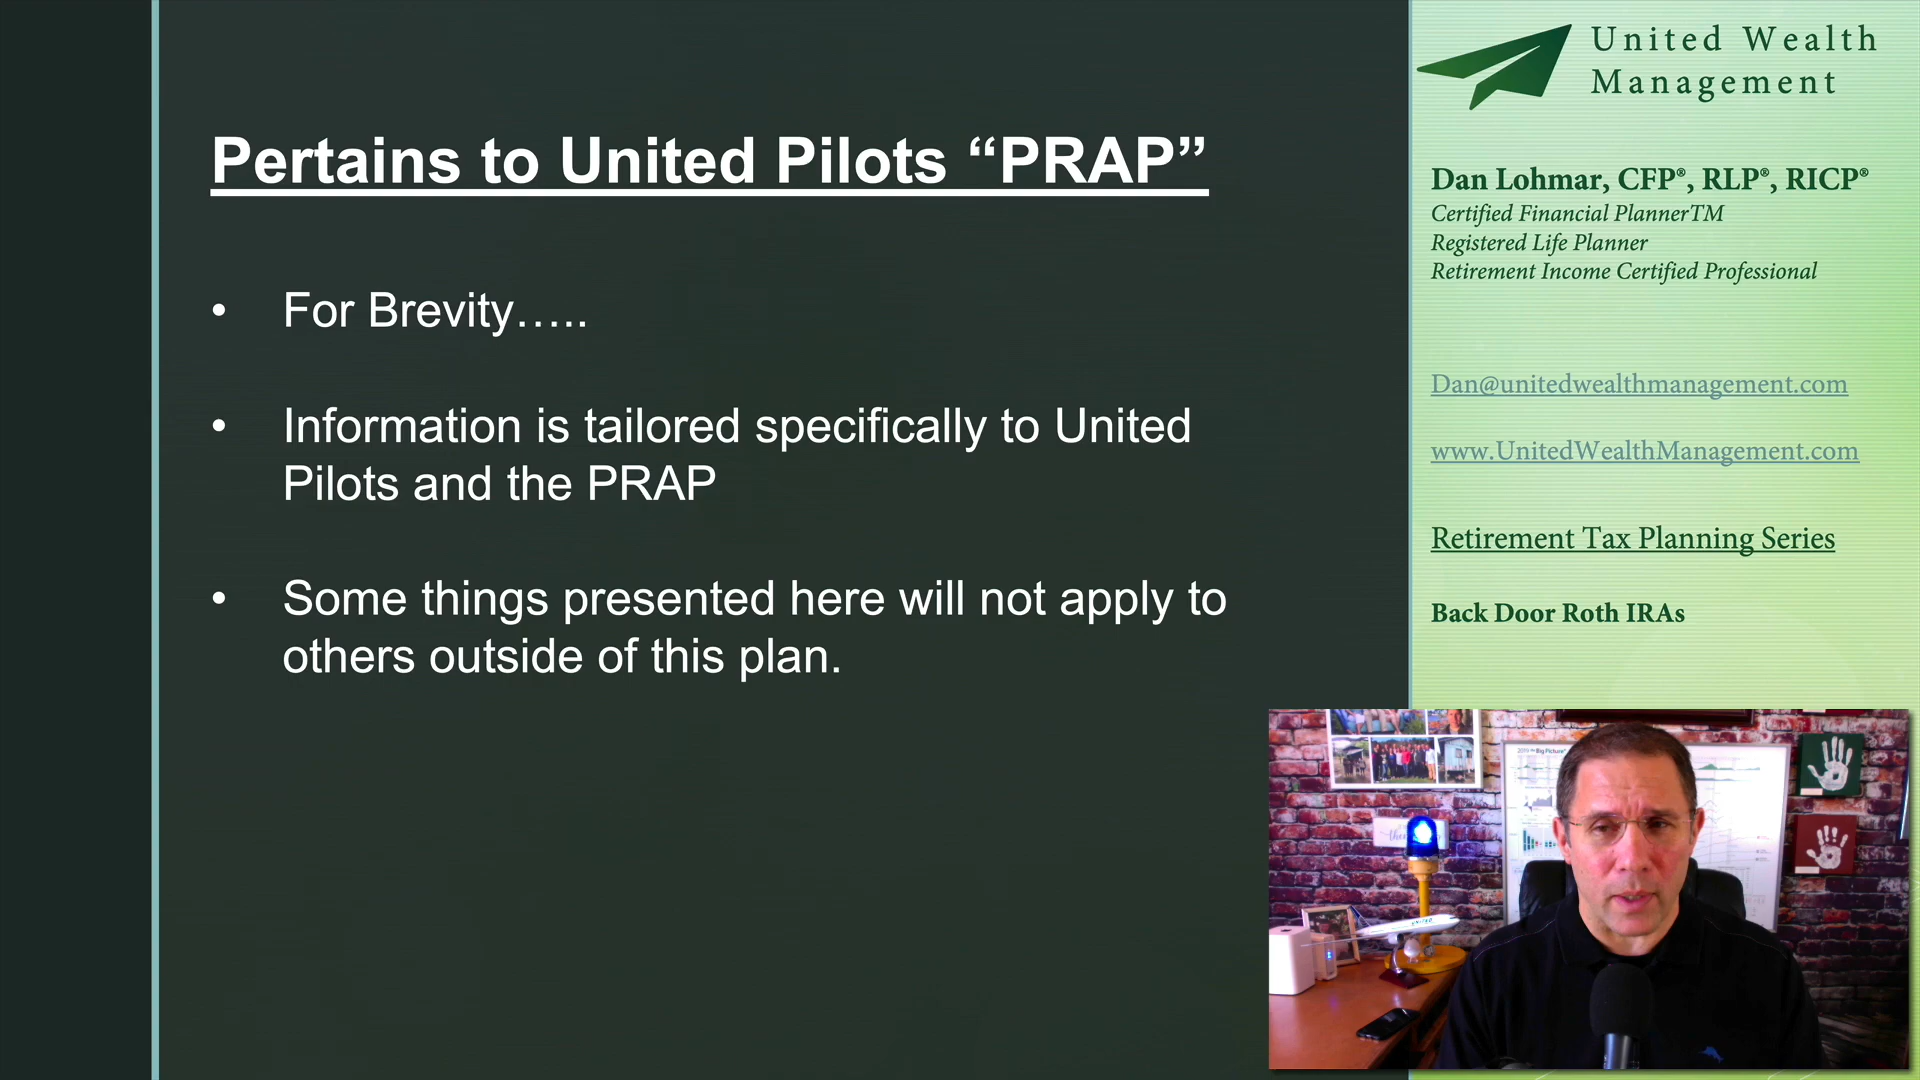 Pertains to United Pilots “PRAP”
• For Brevity…..
• Information is tailored specifically to United
Pilots and the PRAP
• Some things presented here will not apply to
others outside of this plan.
United Wealth
Management
Dan Lohmar, CFP®, RLP®, RICP®
Certified Financial PlannerTM
Registered Life Planner
Retirement Income Certified Professional
Dan@unitedwealthmanagement.com
www.UnitedWealthManagement.com
Retirement Tax Planning Series
Back Door Roth IRAs
UNITED